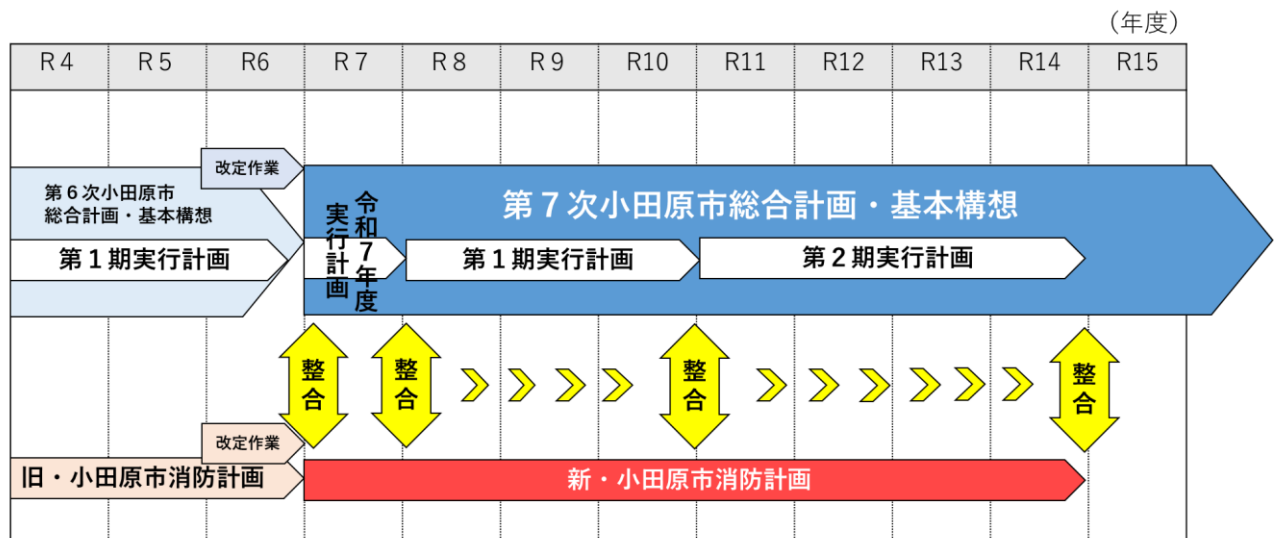 （年度）
R４
R５
R6
R７
R８
R９
R10
R11
R12
R13
R14
R15
改定作業
第６次小田原市
総合計画・基本構想
第７次小田原市総合計画・基本構想
第１期実行計画
令和７年度
実行計画
第１期実行計画
第２期実行計画
整合
整合
整合
整合
改定作業
旧・小田原市消防計画
新・小田原市消防計画